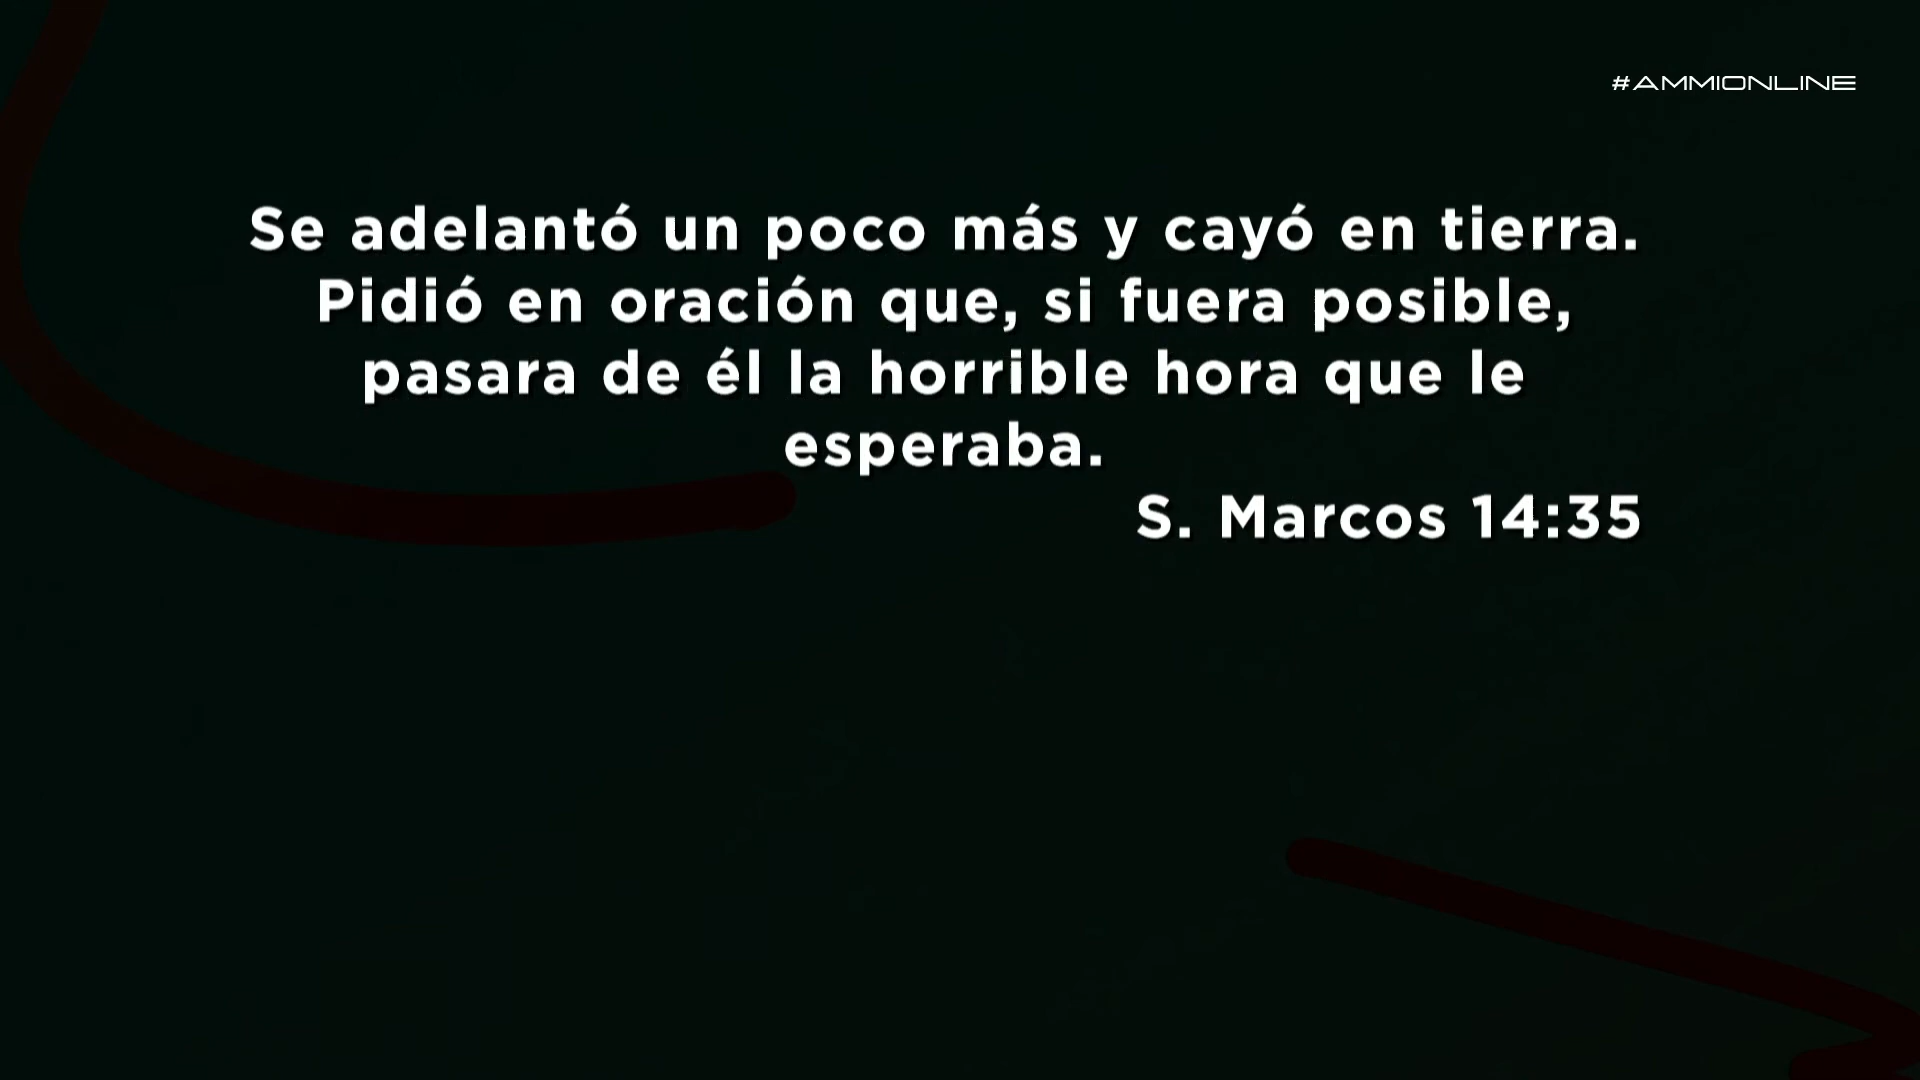 #AMMIONLINE
Se adelantó un poco más y cayó en tierra.
Pidió en oración que, si fuera posible,
pasara de él la horrible hora que le
esperaba.
S. Marcos 14:35